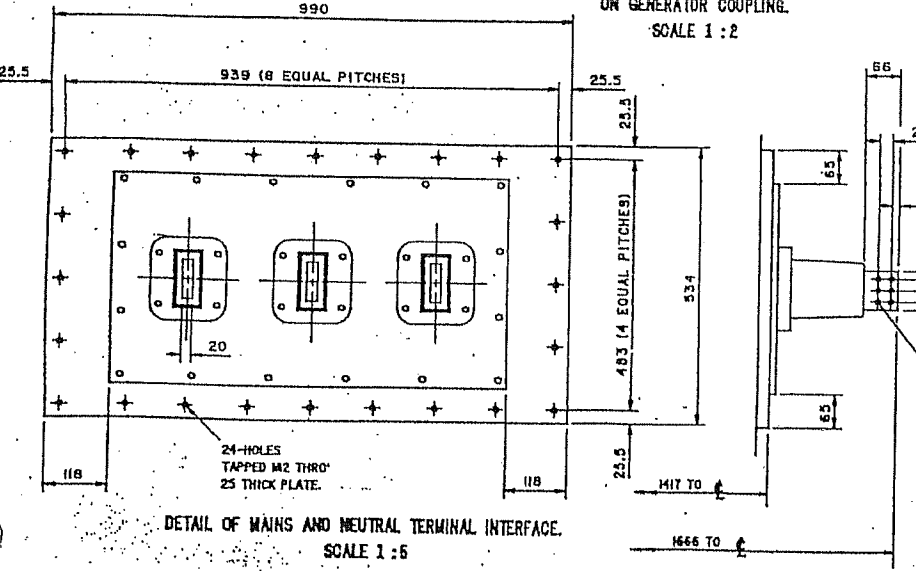 ON GENERATOR COUPLING.
SCALE 1:2
990
25.5
939 (8 EQUAL PITCHES)
25.5
25.5
66
65
483 (4 EQUAL PITCHES)
534
20
24-HOLES
TAPPED M2 THRO'
25 THICK PLATE.
118
118
25.5
65
1417 TO ℄
DETAIL OF MAINS AND NEUTRAL TERMINAL INTERFACE.
SCALE 1:5
1666 TO ℄